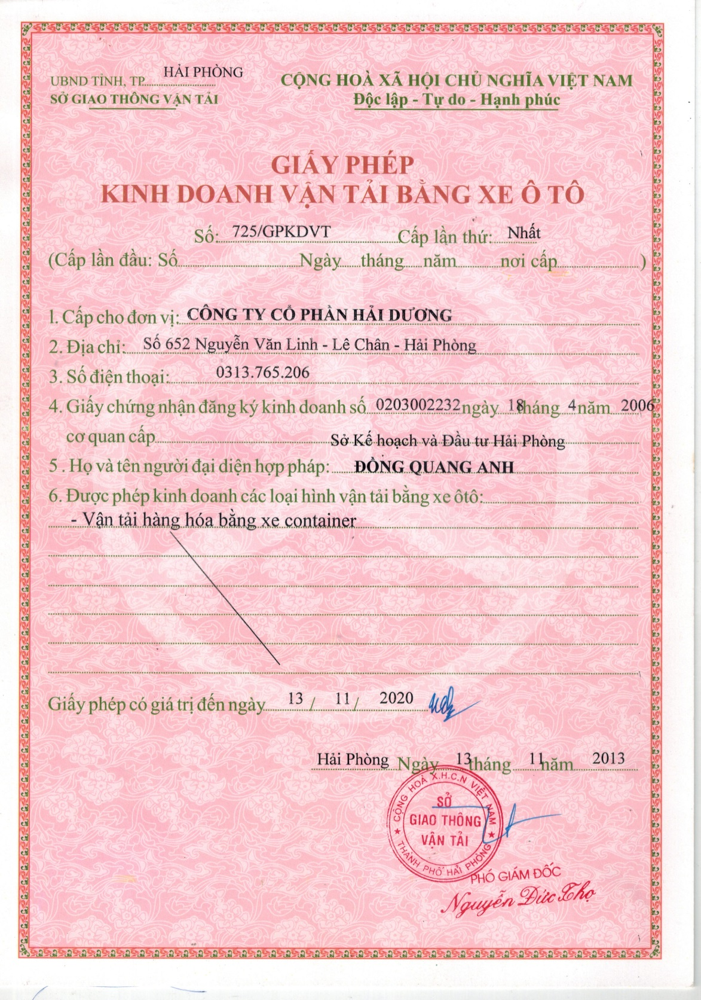 UBND TỈNH, TP. HẢI PHÒNG
SỞ GIAO THÔNG VẬN TẢI
CỘNG HOÀ XÃ HỘI CHỦ NGHĨA VIỆT NAM
Độc lập - Tự do - Hạnh phúc
GIẤY PHÉP
KINH DOANH VẬN TẢI BẰNG XE Ô TÔ
Số: 725/GPKDVT Cấp lần thứ: Nhất
(Cấp lần đầu: Số Ngày tháng năm nơi cấp )
1. Cấp cho đơn vị: CÔNG TY CỔ PHẦN HẢI DƯƠNG
2. Địa chỉ: Số 652 Nguyễn Văn Linh - Lê Chân - Hải Phòng
3. Số điện thoại: 0313.765.206
4. Giấy chứng nhận đăng ký kinh doanh số 0203002232 ngày 18 tháng 4 năm 2006
cơ quan cấp Sở Kế hoạch và Đầu tư Hải Phòng
5 . Họ và tên người đại diện hợp pháp: ĐỒNG QUANG ANH
6. Được phép kinh doanh các loại hình vận tải bằng xe ôtô:
- Vận tải hàng hóa bằng xe container
Giấy phép có giá trị đến ngày 13 / 11 / 2020
Hải Phòng Ngày 13 tháng 11 năm 2013
CỘNG HOÀ X.H.C.N VIỆT NAM
SỞ
GIAO THÔNG
VẬN TẢI
★ THÀNH PHỐ HẢI PHÒNG ★
PHÓ GIÁM ĐỐC
Nguyễn Đức Thọ